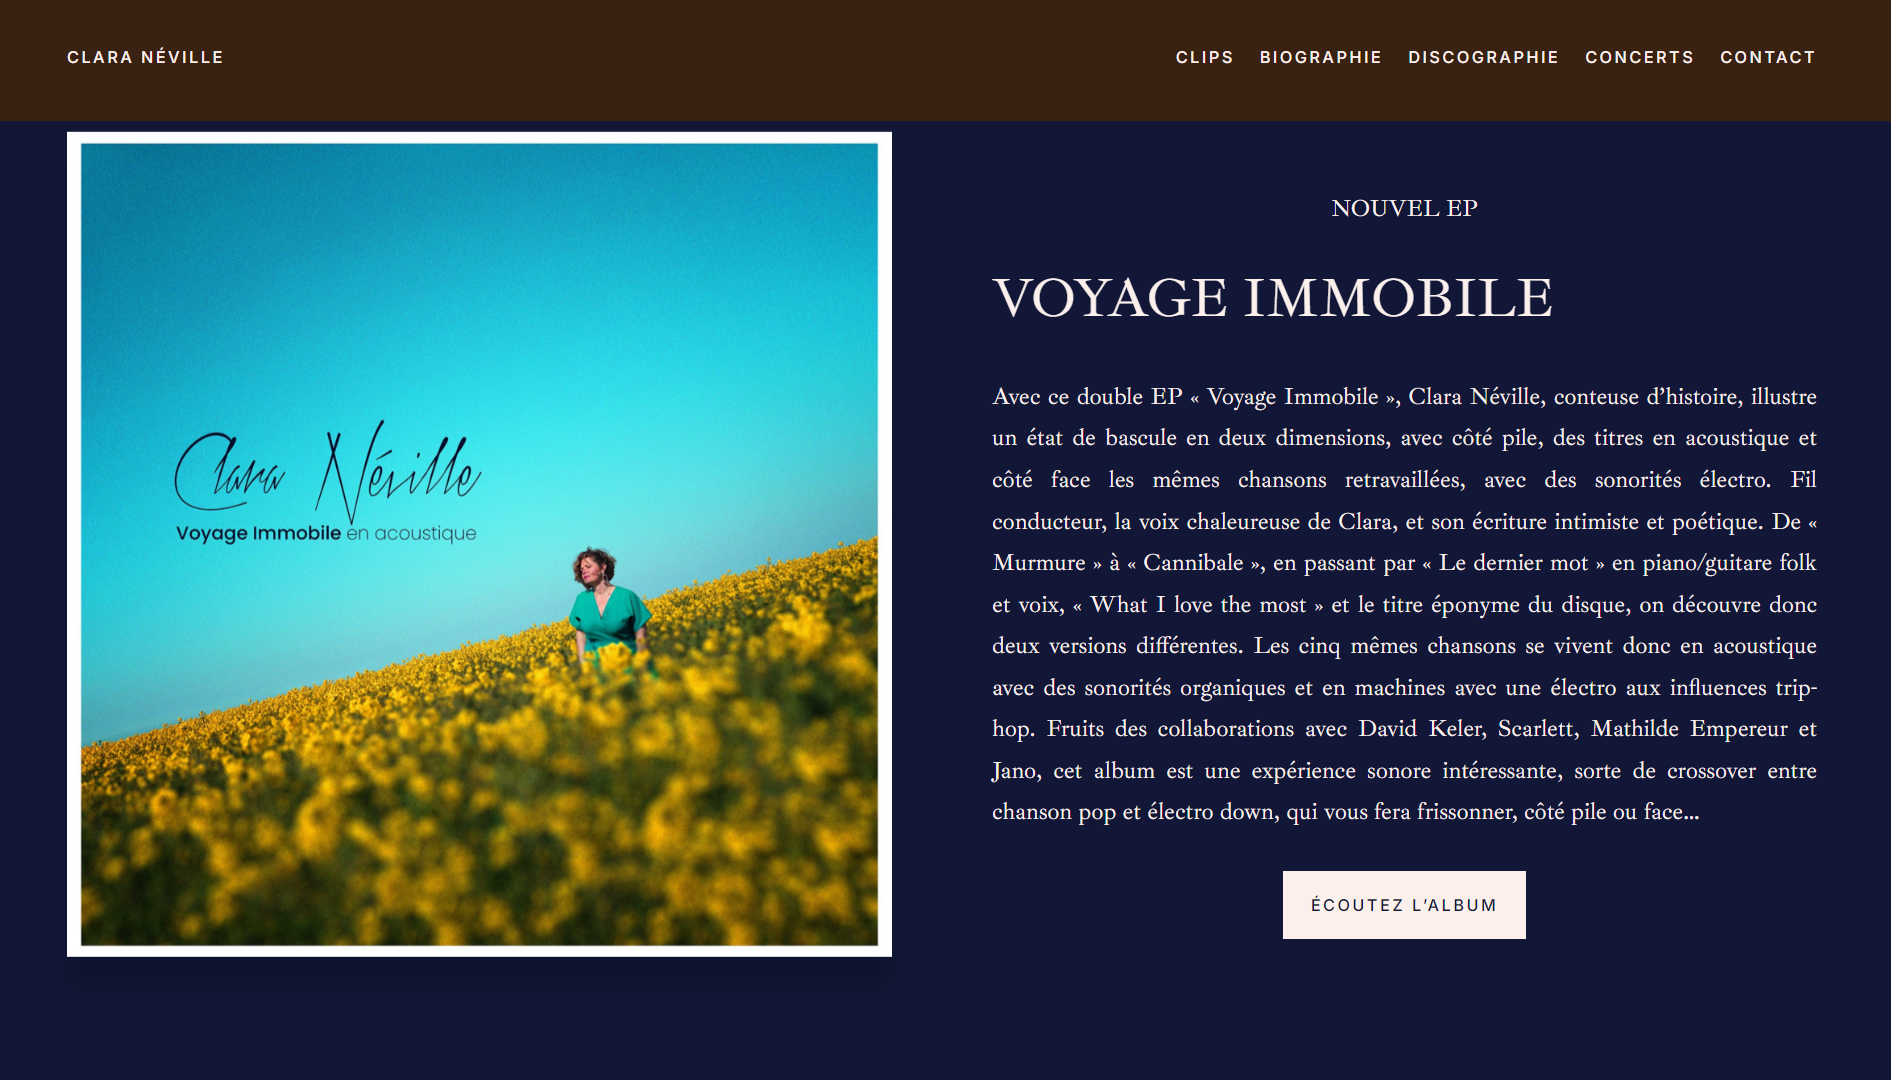 CLARA NÉVILLE
CLIPS BIOGRAPHIE DISCOGRAPHIE CONCERTS CONTACT
Clara Néville
Voyage Immobile en acoustique
NOUVEL EP
VOYAGE IMMOBILE
Avec ce double EP « Voyage Immobile », Clara Néville, conteuse d’histoire, illustre
un état de bascule en deux dimensions, avec côté pile, des titres en acoustique et
côté face les mêmes chansons retravaillées, avec des sonorités électro. Fil
conducteur, la voix chaleureuse de Clara, et son écriture intimiste et poétique. De «
Murmure » à « Cannibale », en passant par « Le dernier mot » en piano/guitare folk
et voix, « What I love the most » et le titre éponyme du disque, on découvre donc
deux versions différentes. Les cinq mêmes chansons se vivent donc en acoustique
avec des sonorités organiques et en machines avec une électro aux influences trip-
hop. Fruits des collaborations avec David Keler, Scarlett, Mathilde Empereur et
Jano, cet album est une expérience sonore intéressante, sorte de crossover entre
chanson pop et électro down, qui vous fera frissonner, côté pile ou face...
ÉCOUTEZ L’ALBUM